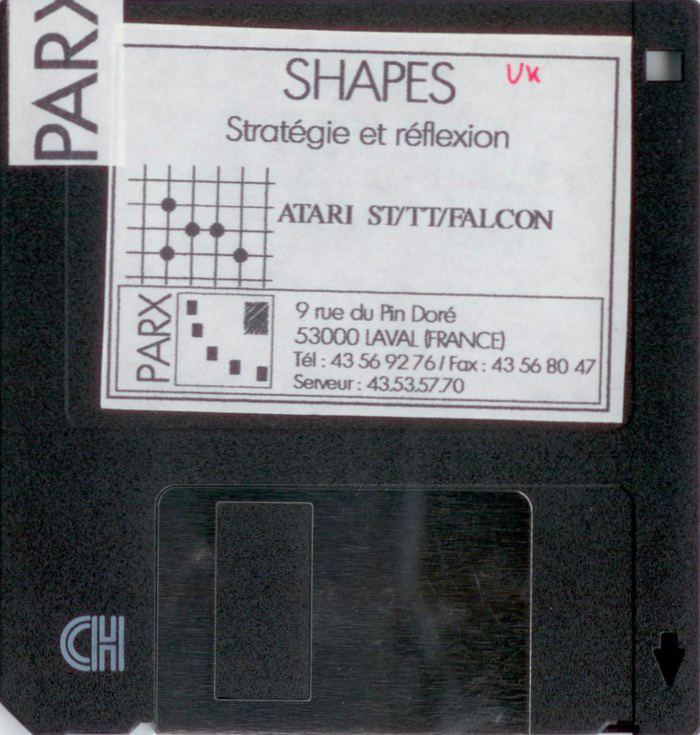 PARX
SHAPES UK
Stratégie et réflexion
ATARI ST/TT/FALCON
PARX
9 rue du Pin Doré
53000 LAVAL (FRANCE)
Tél : 43 56 92 76 / Fax : 43 56 80 47
Serveur : 43.53.57.70
CH